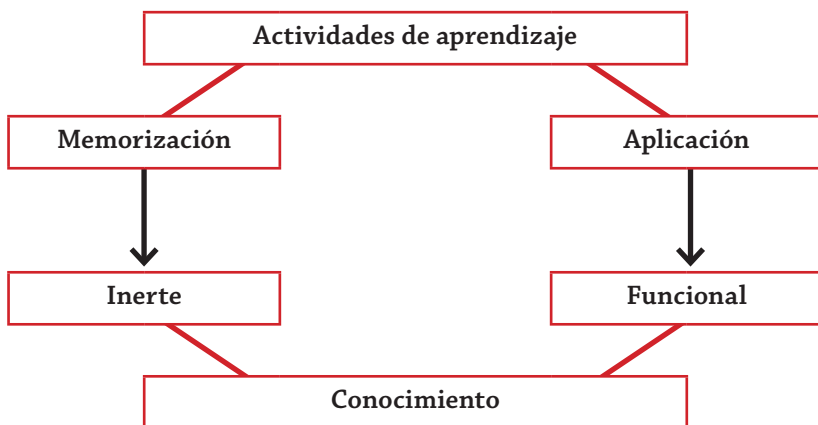 Actividades de aprendizaje
Memorización
Aplicación
Inerte
Funcional
Conocimiento